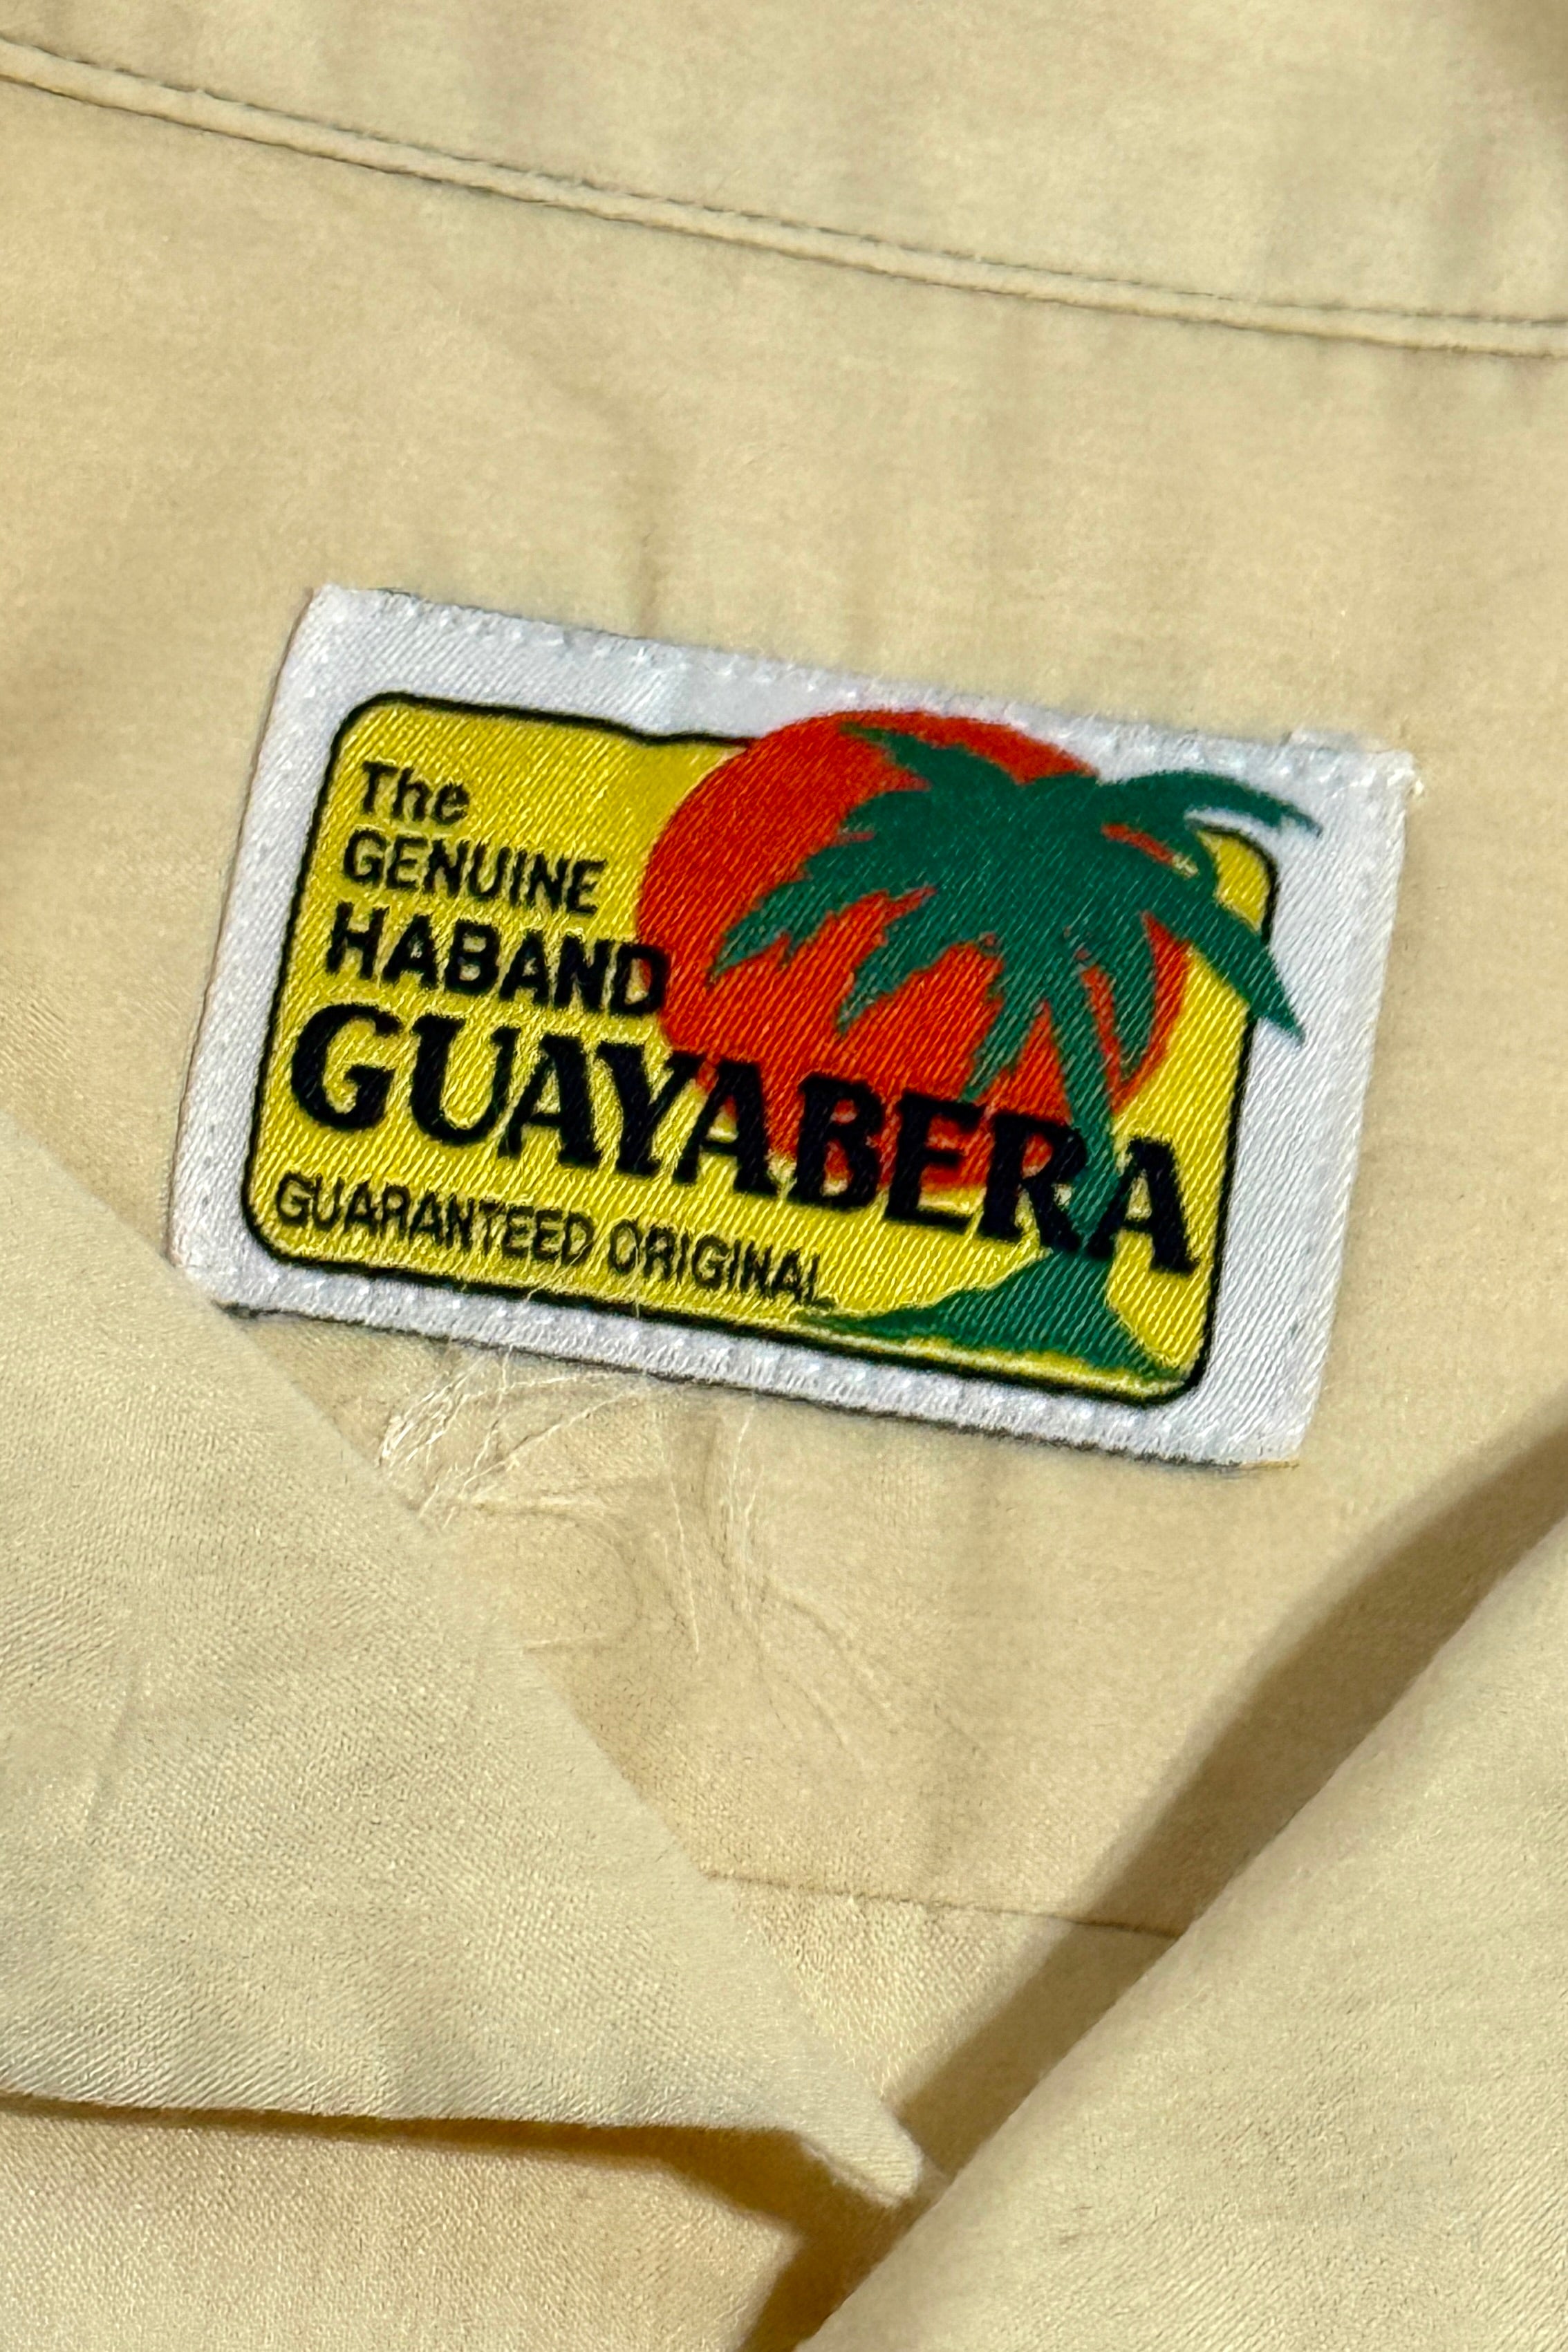 The
GENUINE
HABAND
GUAYABERA
GUARANTEED ORIGINAL